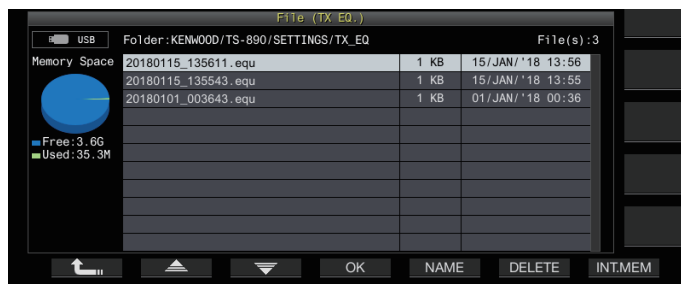 File (TX EQ.)
USB Folder:KENWOOD/TS-890/SETTINGS/TX_EQ File(s):3
Memory Space 20180115_135611.equ 1 KB 15/JAN/'18 13:56
20180115_135543.equ 1 KB 15/JAN/'18 13:55
20180101_003643.equ 1 KB 01/JAN/'18 00:36
Free:3.6G
Used:35.3M
OK NAME DELETE INT.MEM